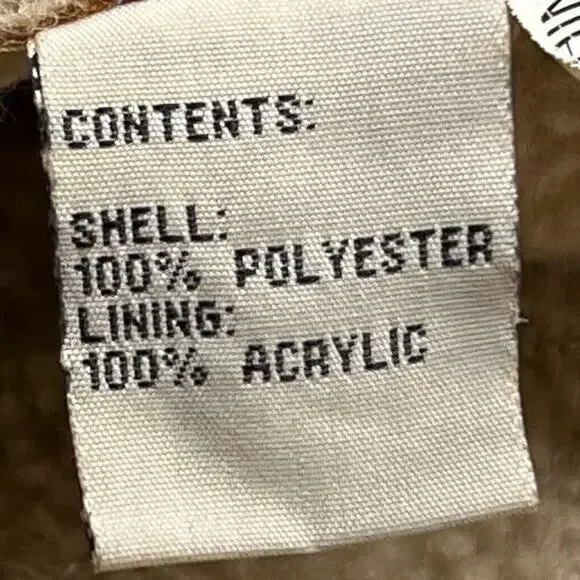 CONTENTS:
SHELL:
100% POLYESTER
LINING:
100% ACRYLIC